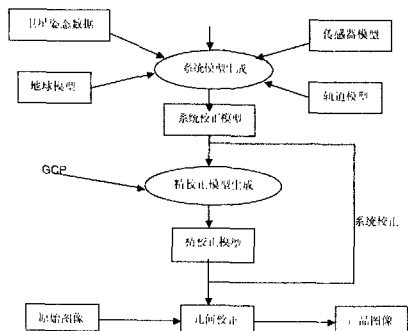 卫星姿态数据
传感器模型
系统模型生成
地球模型
轨道模型
系统校正模型
GCP
精校正模型生成
系统校正
精校正模型
原始图像
几何校正
产品图像